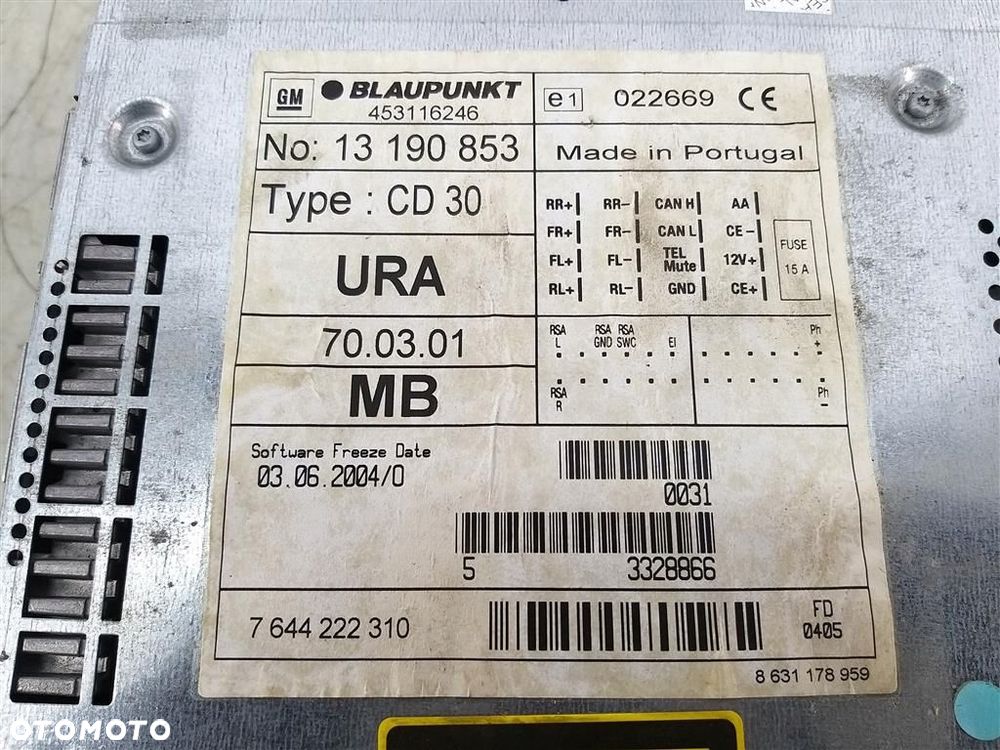 GM BLAUPUNKT
453116246
e1 022669 CE
No: 13 190 853
Made in Portugal
Type : CD 30
RR+ RR- CAN H AA
FR+ FR- CAN L CE-
FL+ FL- TEL Mute 12V+
RL+ RL- GND CE+
FUSE
15 A
URA
70.03.01
MB
RSA L RSA GND RSA SWC EI Ph +
RSA R Ph -
Software Freeze Date
03.06.2004/0
0031
5 3328866
7 644 222 310
FD
0405
8 631 178 959
OTOMOTO